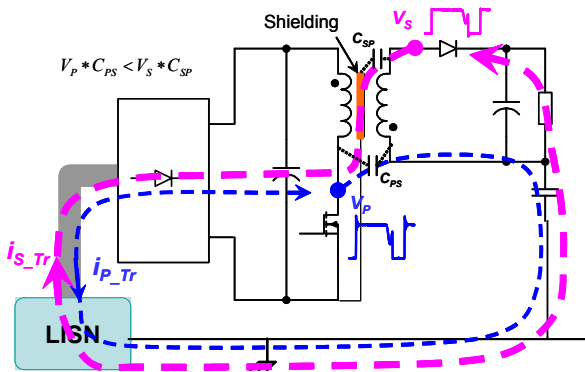 Shielding
C_SP
V_S
V_P * C_PS < V_S * C_SP
C_PS
V_P
i_S_Tr
i_P_Tr
LISN